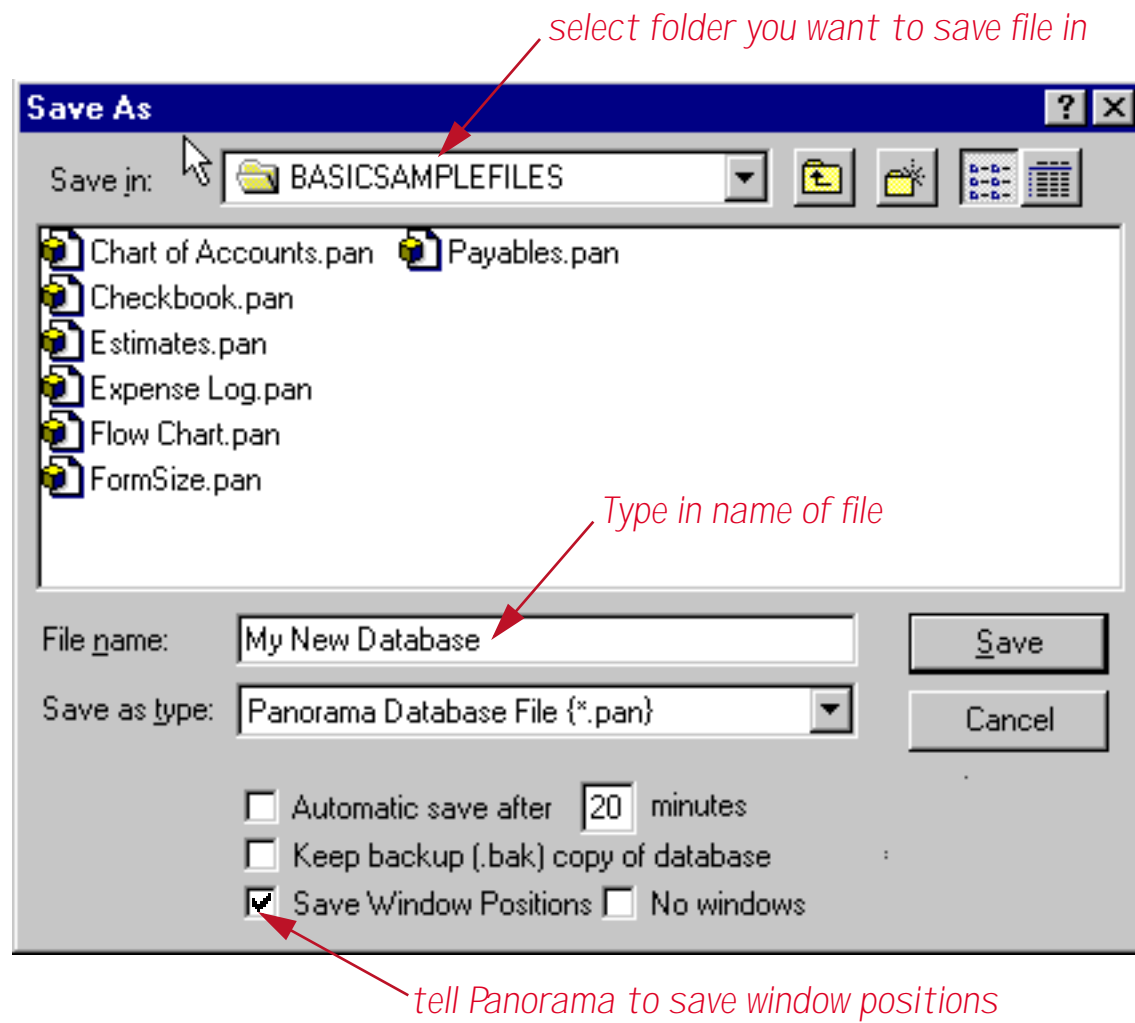 select folder you want to save file in
Save As
Save in: BASICSAMPLEFILES
Chart of Accounts.pan Payables.pan
Checkbook.pan
Estimates.pan
Expense Log.pan
Flow Chart.pan
FormSize.pan
Type in name of file
File name: My New Database Save
Save as type: Panorama Database File {*.pan} Cancel
Automatic save after 20 minutes
Keep backup (.bak) copy of database
Save Window Positions No windows
tell Panorama to save window positions